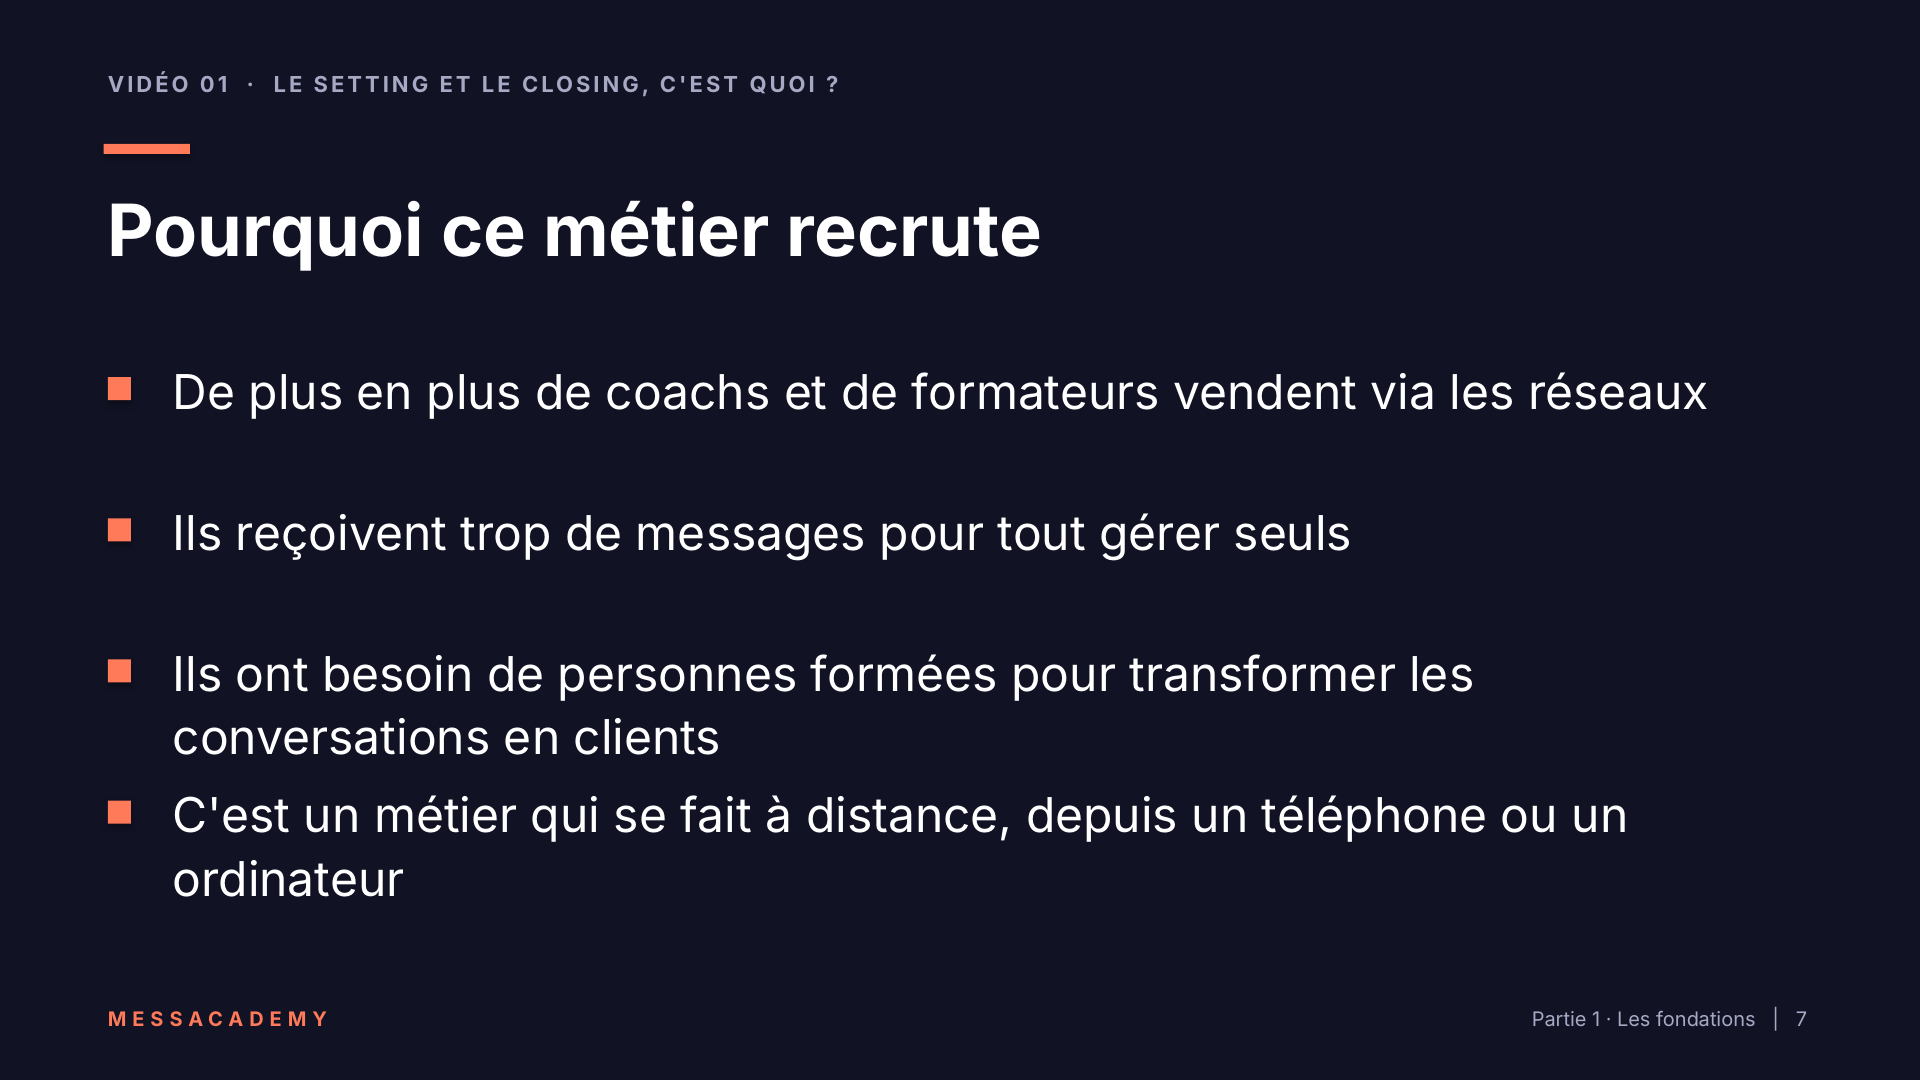 VIDÉO 01 · LE SETTING ET LE CLOSING, C'EST QUOI ?
Pourquoi ce métier recrute
De plus en plus de coachs et de formateurs vendent via les réseaux
Ils reçoivent trop de messages pour tout gérer seuls
Ils ont besoin de personnes formées pour transformer les
conversations en clients
C'est un métier qui se fait à distance, depuis un téléphone ou un
ordinateur
MESSACADEMY
Partie 1 · Les fondations | 7